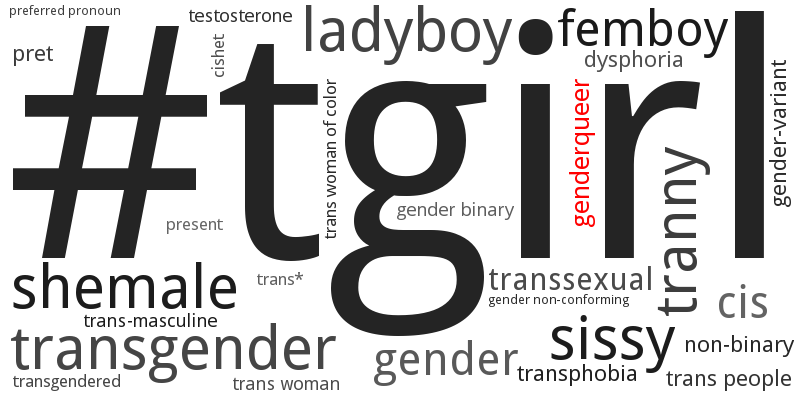 preferred pronoun
testosterone
ladyboy
femboy
pret
cishet
dysphoria
#tgirl
trans woman of color
genderqueer
gender-variant
tranny
present
gender binary
shemale
trans*
transsexual
gender non-conforming
cis
trans-masculine
transgender
gender
sissy
non-binary
transgendered
trans woman
transphobia
trans people